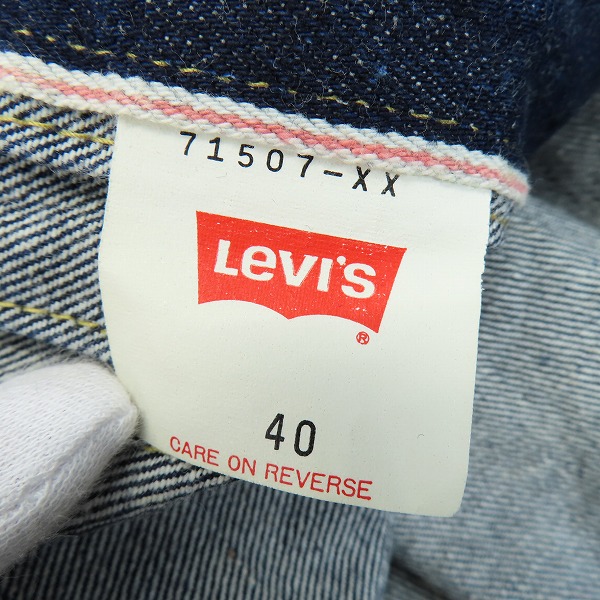 71507-XX
Levi's
®
40
CARE ON REVERSE